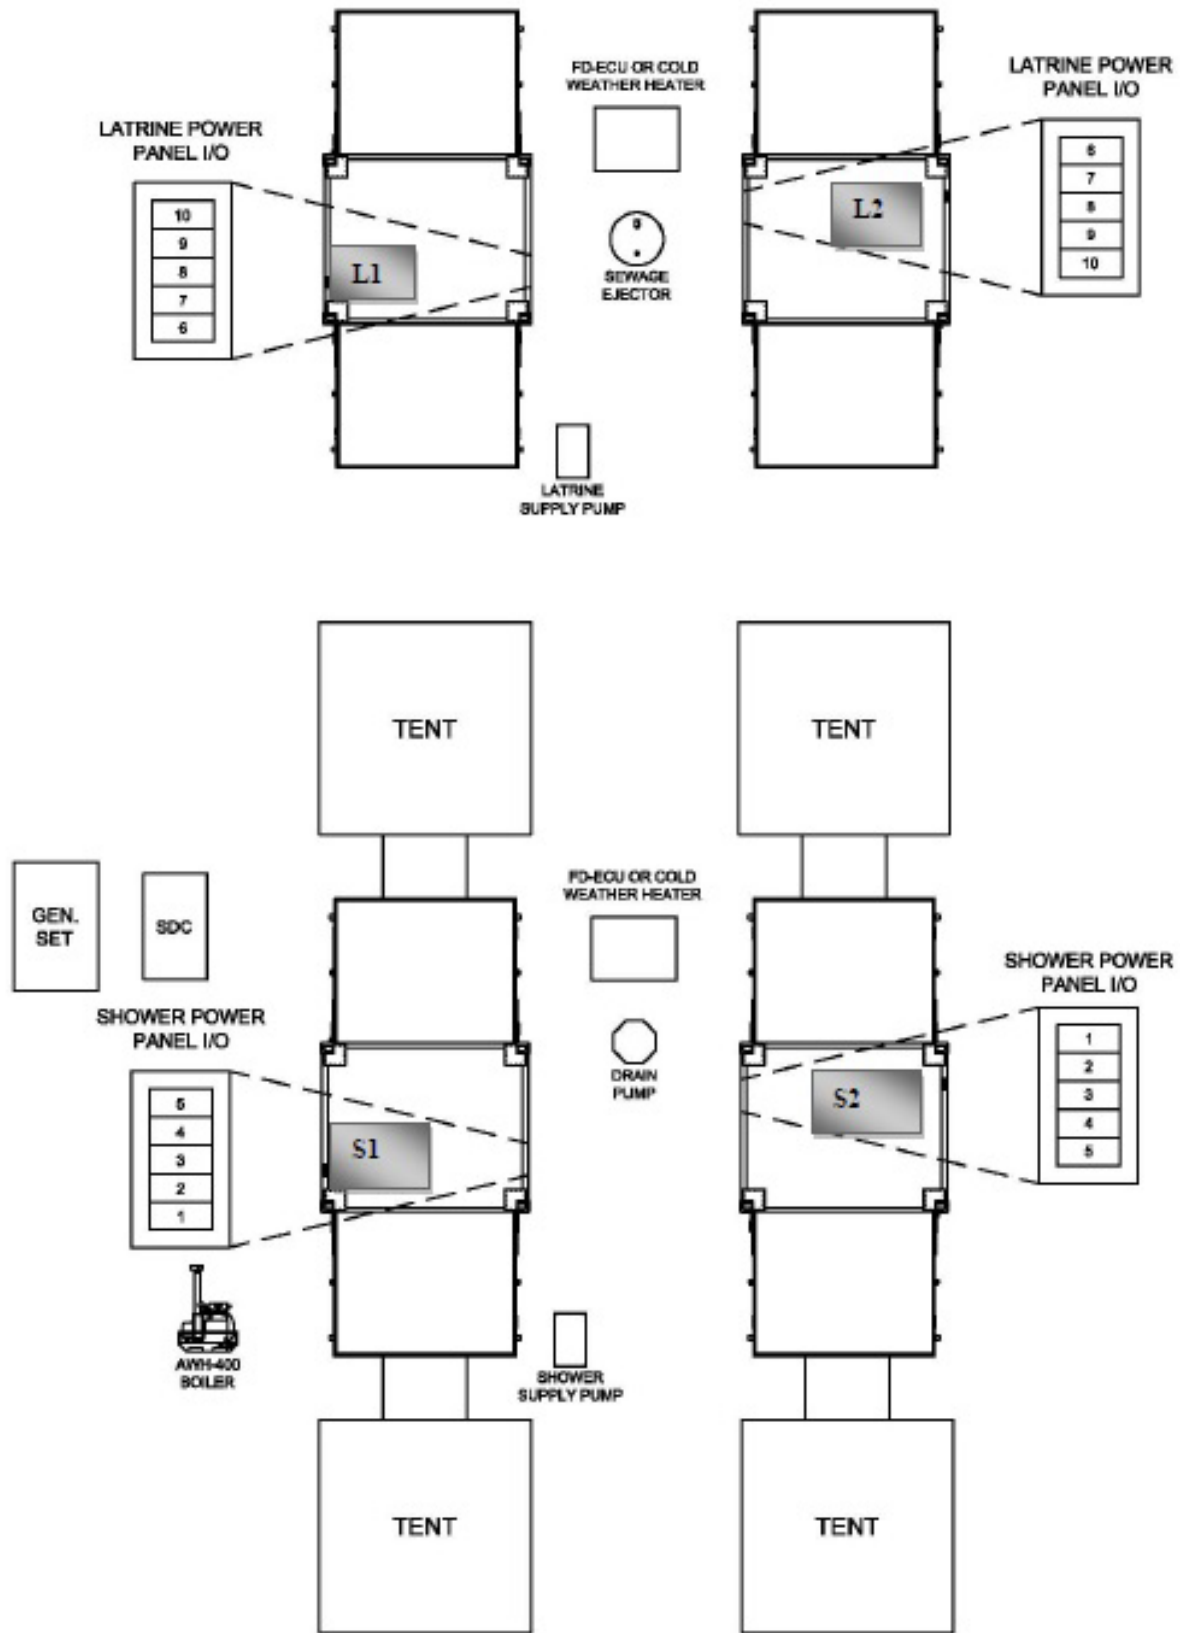 FD-ECU OR COLD
WEATHER HEATER
LATRINE POWER
PANEL I/O
LATRINE POWER
PANEL I/O
10
9
8
7
6
L1
SEWAGE
EJECTOR
L2
6
7
8
9
10
LATRINE
SUPPLY PUMP
TENT
TENT
GEN.
SET
SDC
FD-ECU OR COLD
WEATHER HEATER
SHOWER POWER
PANEL I/O
SHOWER POWER
PANEL I/O
5
4
3
2
1
S1
DRAIN
PUMP
S2
1
2
3
4
5
AWH-400
BOILER
SHOWER
SUPPLY PUMP
TENT
TENT